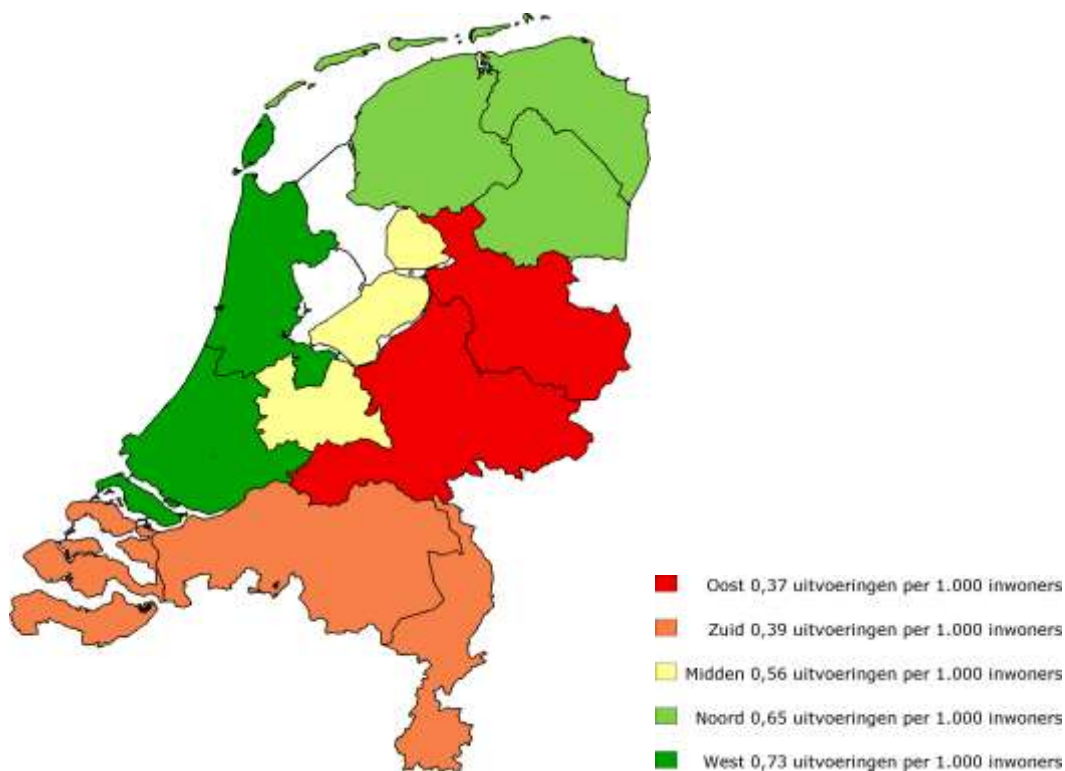 Oost 0,37 uitvoeringen per 1.000 inwoners
Zuid 0,39 uitvoeringen per 1.000 inwoners
Midden 0,56 uitvoeringen per 1.000 inwoners
Noord 0,65 uitvoeringen per 1.000 inwoners
West 0,73 uitvoeringen per 1.000 inwoners